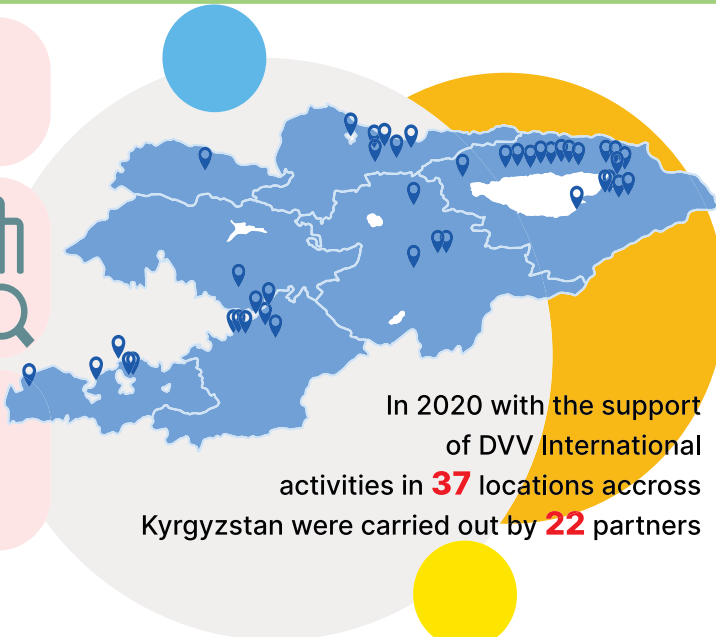 In 2020 with the support
of DVV International
activities in 37 locations accross
Kyrgyzstan were carried out by 22 partners